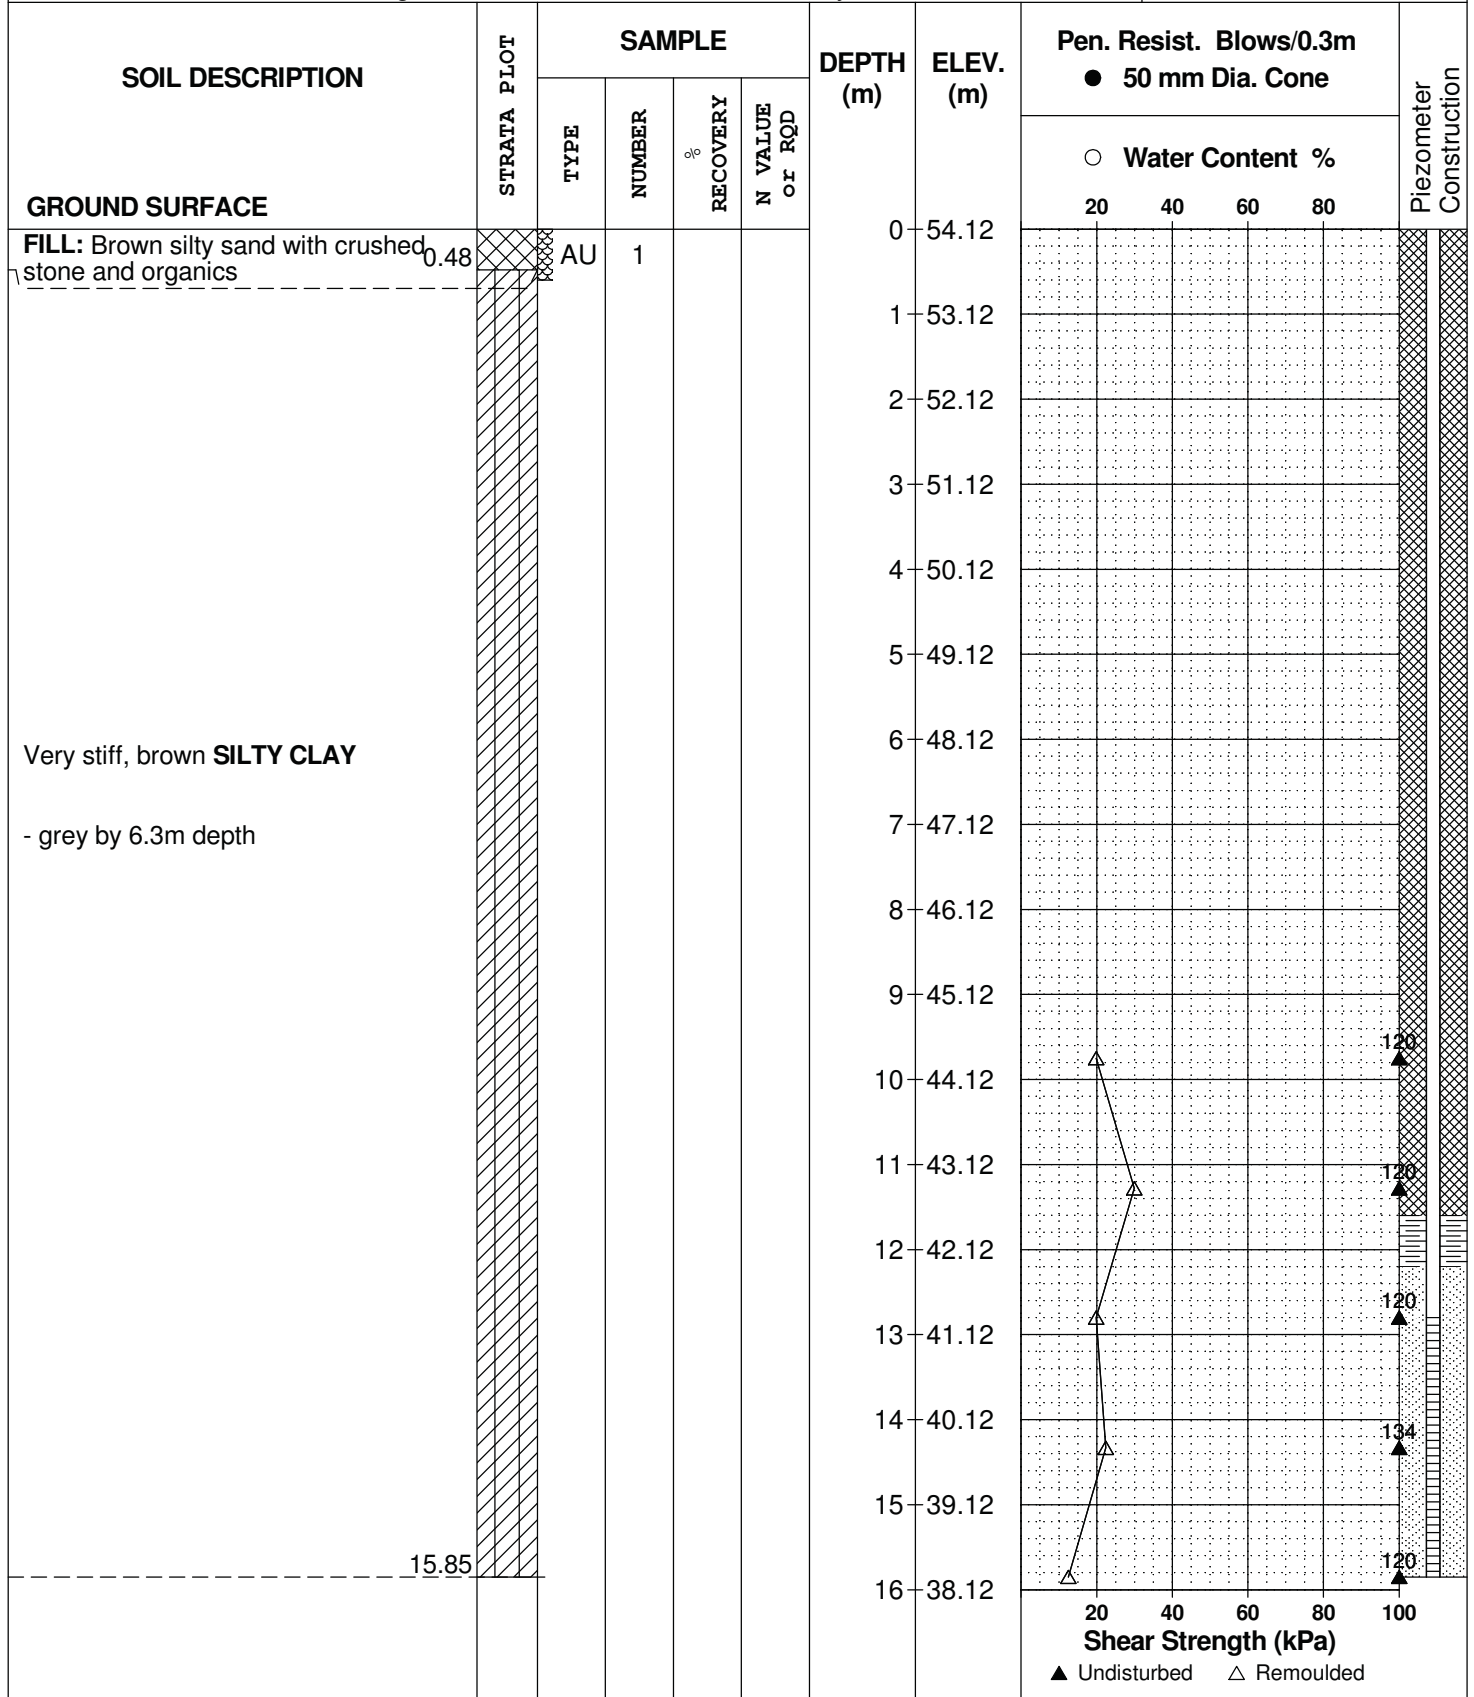 SOIL DESCRIPTION
GROUND SURFACE
STRATA PLOT
SAMPLE
TYPE
NUMBER
%
RECOVERY
N VALUE
or RQD
DEPTH
(m)
ELEV.
(m)
Pen. Resist. Blows/0.3m
● 50 mm Dia. Cone
○ Water Content %
20 40 60 80
Piezometer
Construction
FILL: Brown silty sand with crushed
stone and organics
0.48
AU 1
0 54.12
1 53.12
2 52.12
3 51.12
4 50.12
5 49.12
6 48.12
Very stiff, brown SILTY CLAY
- grey by 6.3m depth
7 47.12
8 46.12
9 45.12
120
10 44.12
11 43.12
120
12 42.12
120
13 41.12
14 40.12
134
15 39.12
15.85
120
16 38.12
20 40 60 80 100
Shear Strength (kPa)
▲ Undisturbed △ Remoulded